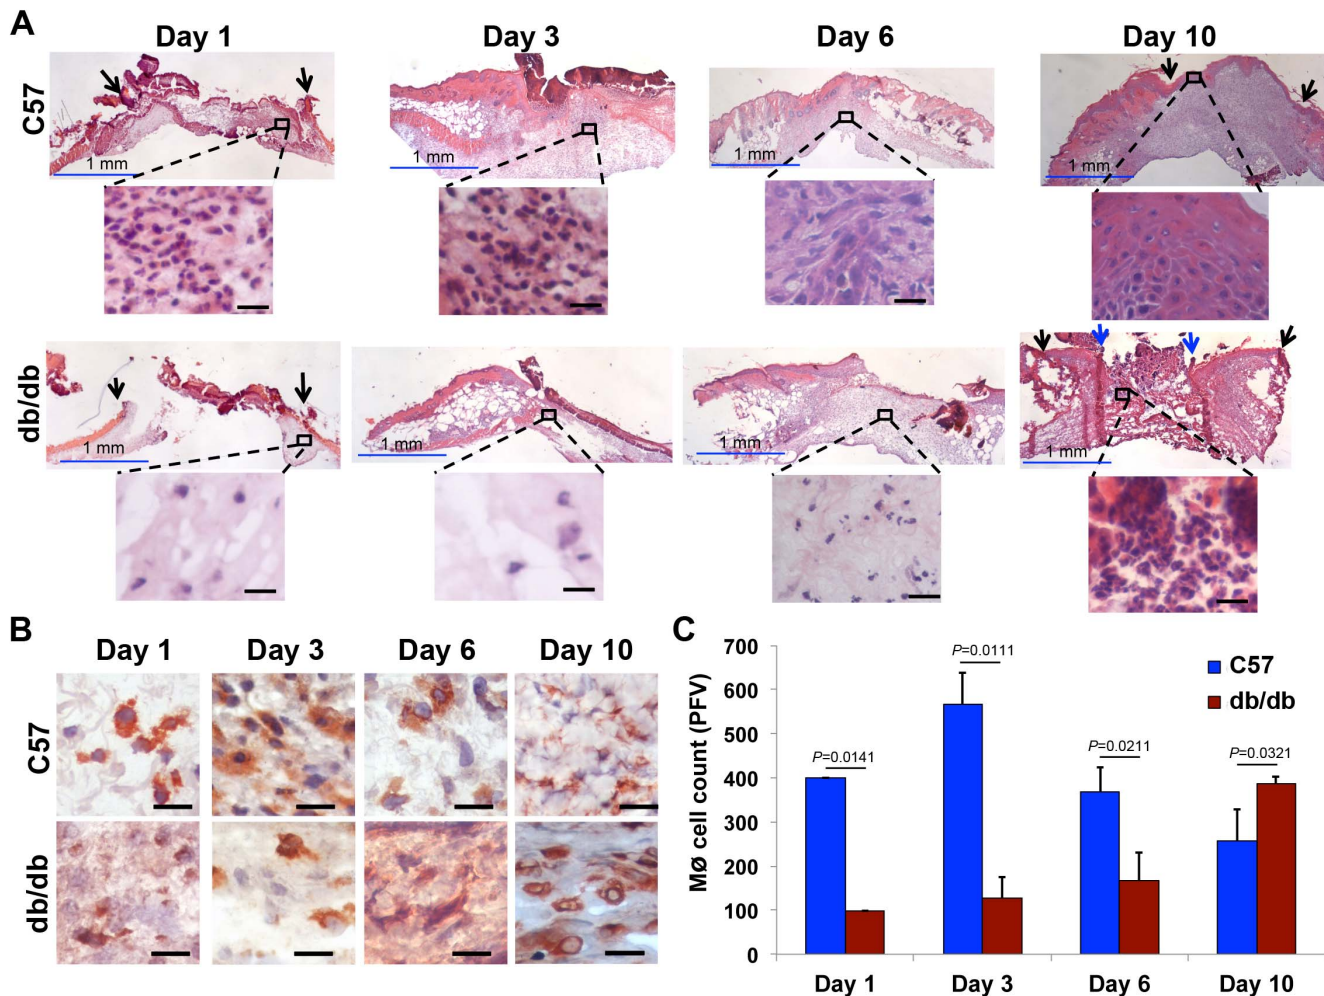 A
Day 1
Day 3
Day 6
Day 10
C57
1 mm
1 mm
1 mm
1 mm
db/db
1 mm
1 mm
1 mm
1 mm
B
Day 1
Day 3
Day 6
Day 10
C57
db/db
C
MØ cell count (PFV)
700
600
500
400
300
200
100
0
P=0.0141
P=0.0111
P=0.0211
P=0.0321
C57
db/db
Day 1
Day 3
Day 6
Day 10